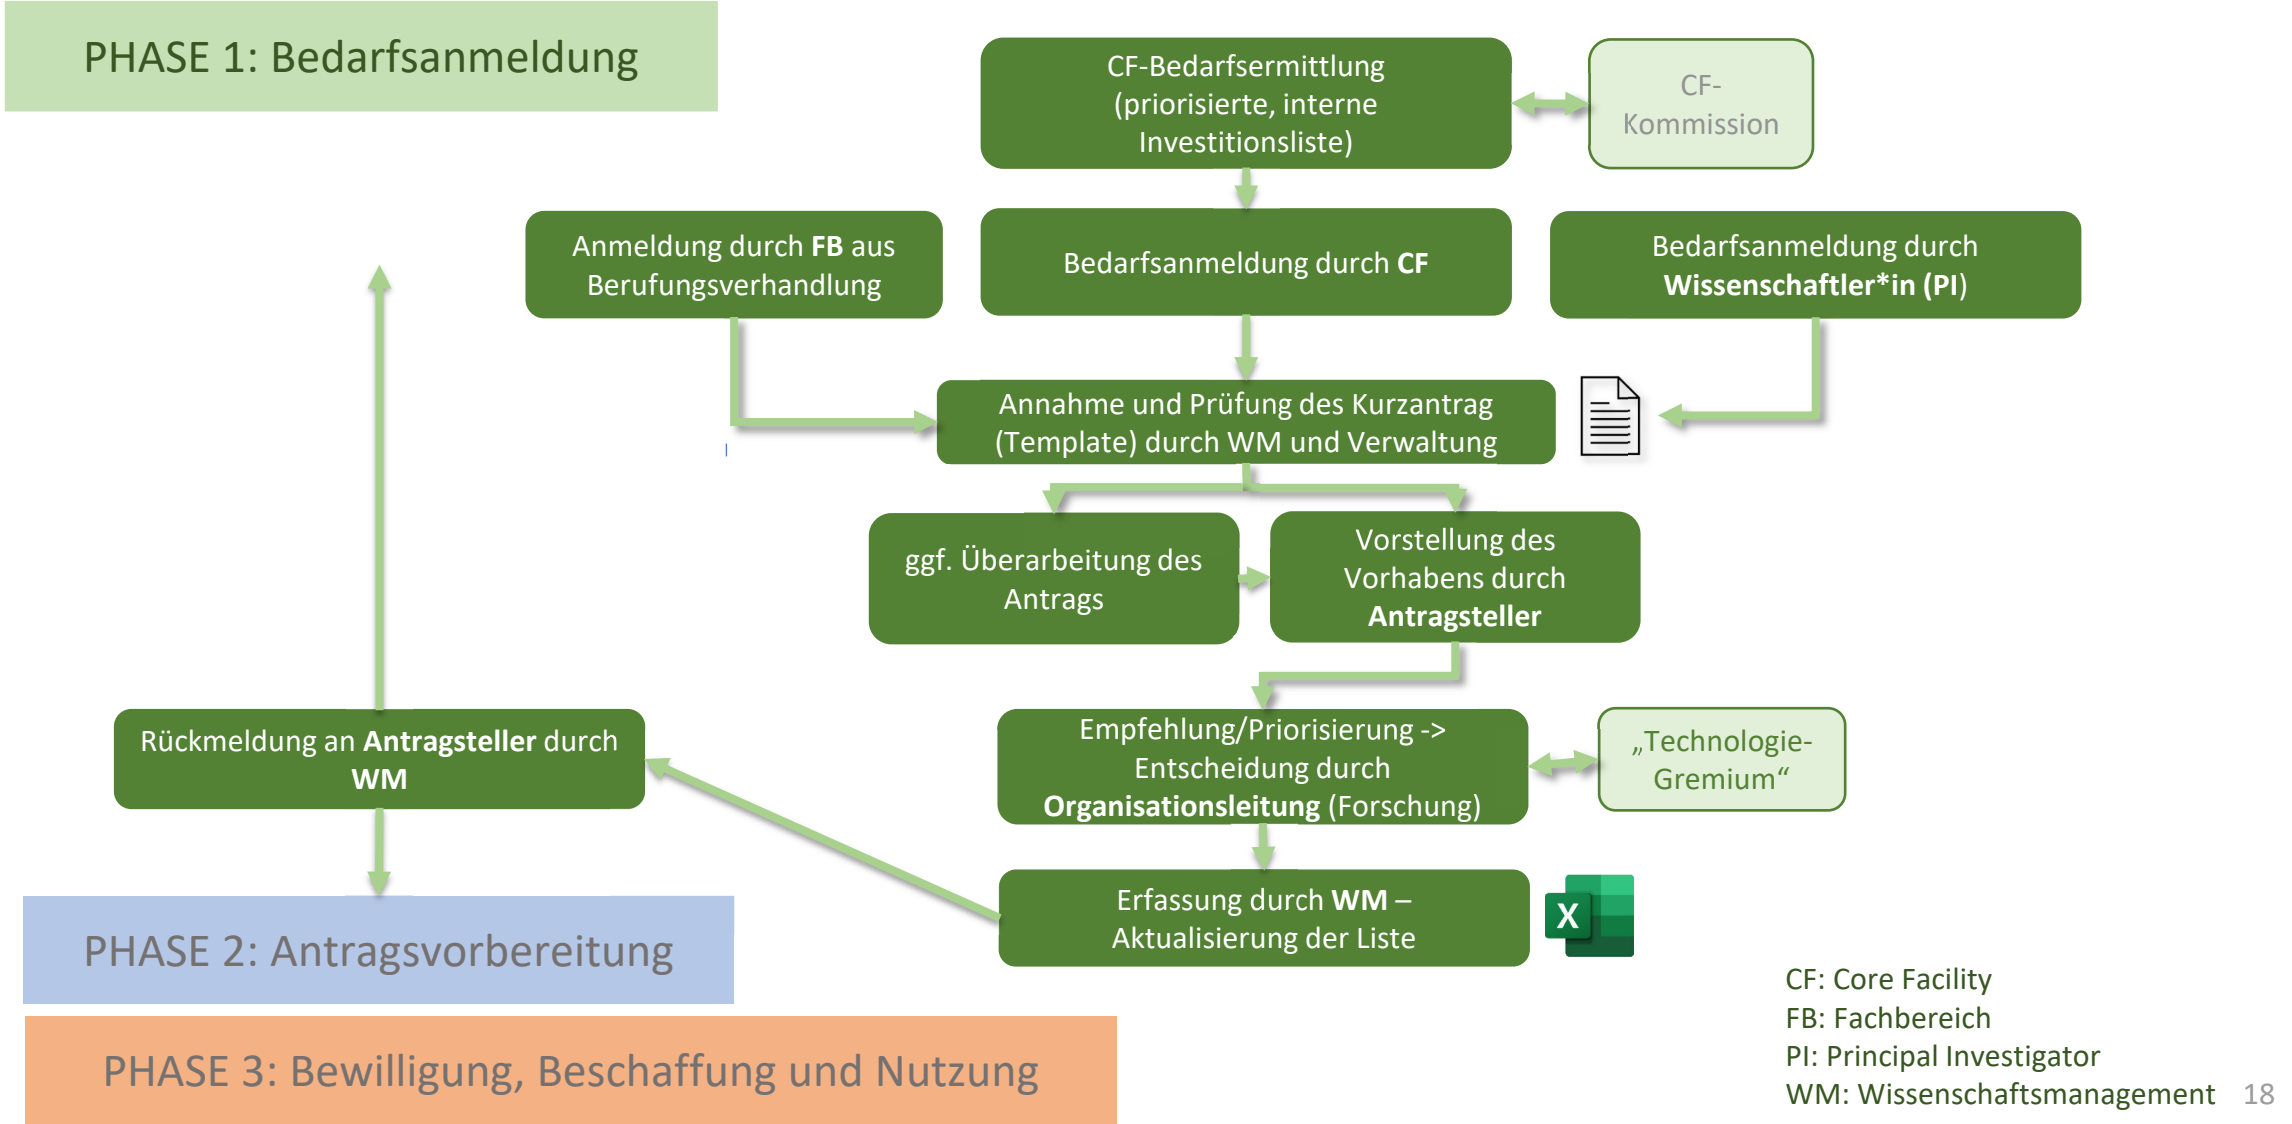 PHASE 1: Bedarfsanmeldung
CF-Bedarfsermittlung
(priorisierte, interne
Investitionsliste)
CF-
Kommission
Anmeldung durch FB aus
Berufungsverhandlung
Bedarfsanmeldung durch CF
Bedarfsanmeldung durch
Wissenschaftler*in (PI)
Annahme und Prüfung des Kurzantrag
(Template) durch WM und Verwaltung
ggf. Überarbeitung des
Antrags
Vorstellung des
Vorhabens durch
Antragsteller
Rückmeldung an Antragsteller durch
WM
Empfehlung/Priorisierung ->
Entscheidung durch
Organisationsleitung (Forschung)
„Technologie-
Gremium“
Erfassung durch WM –
Aktualisierung der Liste
X
PHASE 2: Antragsvorbereitung
PHASE 3: Bewilligung, Beschaffung und Nutzung
CF: Core Facility
FB: Fachbereich
PI: Principal Investigator
WM: Wissenschaftsmanagement
18